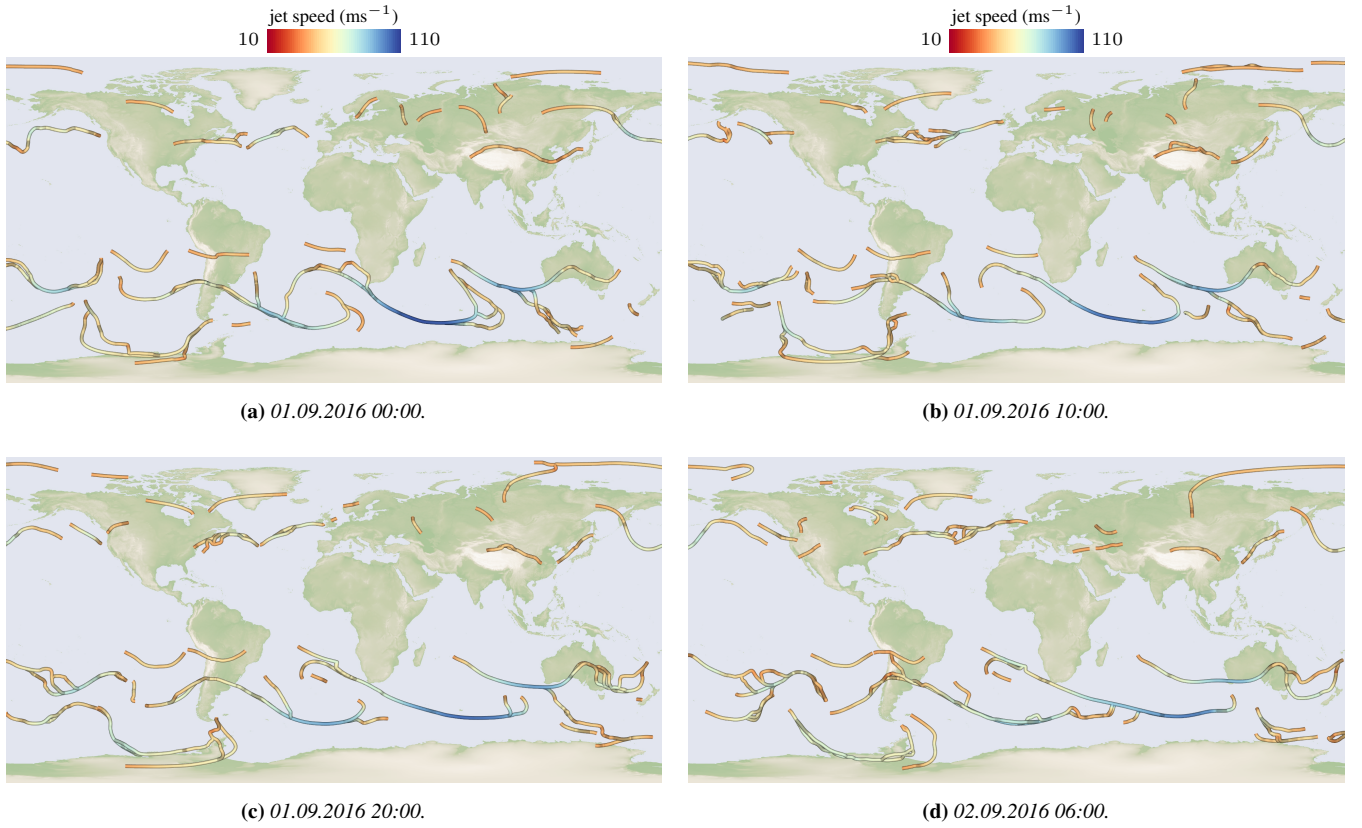 jet speed (ms−1)
10 110
jet speed (ms−1)
10 110
(a) 01.09.2016 00:00.
(b) 01.09.2016 10:00.
(c) 01.09.2016 20:00.
(d) 02.09.2016 06:00.